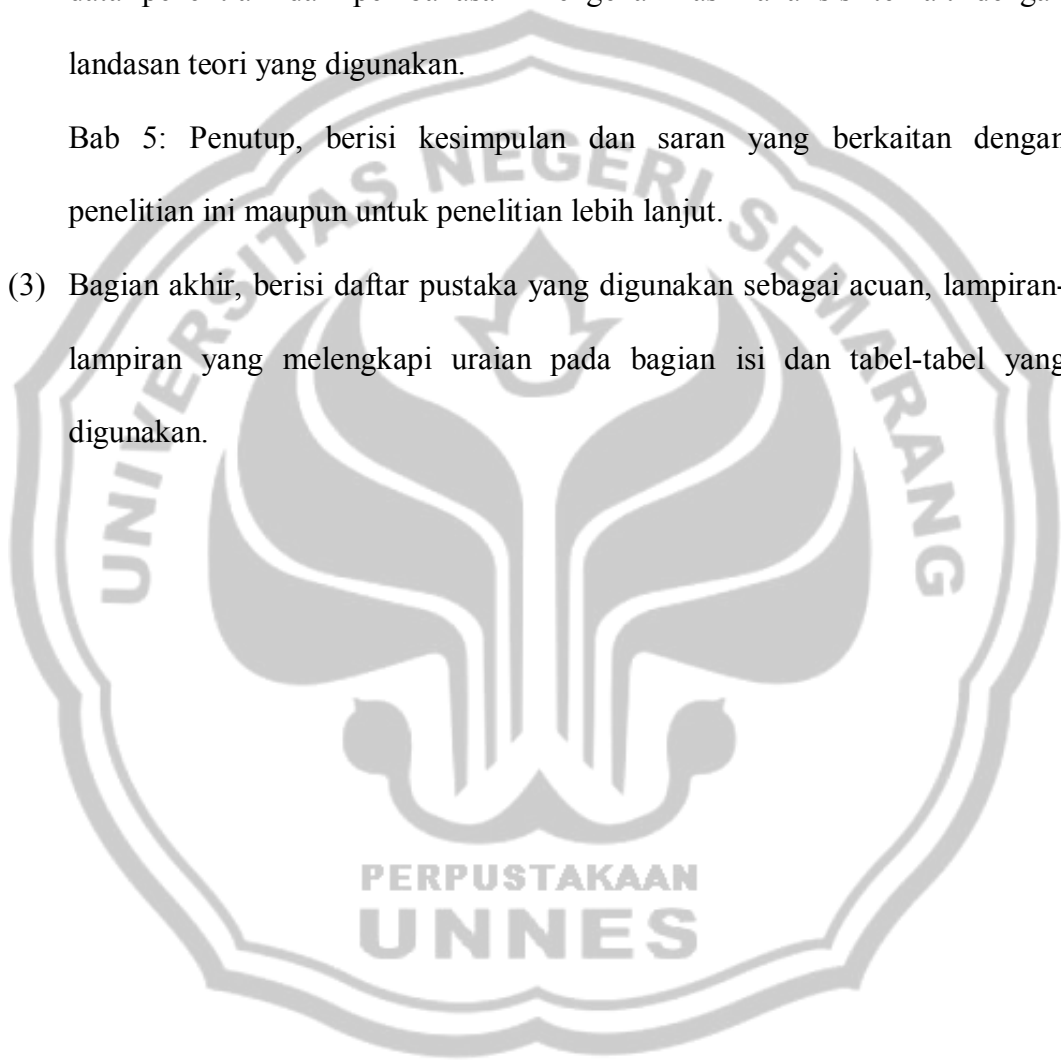 landasan teori yang digunakan.
Bab 5: Penutup, berisi kesimpulan dan saran yang berkaitan dengan
penelitian ini maupun untuk penelitian lebih lanjut.
(3) Bagian akhir, berisi daftar pustaka yang digunakan sebagai acuan, lampiran-
lampiran yang melengkapi uraian pada bagian isi dan tabel-tabel yang
digunakan.
UNIVERSITAS NEGERI SEMARANG
PERPUSTAKAAN
UNNES